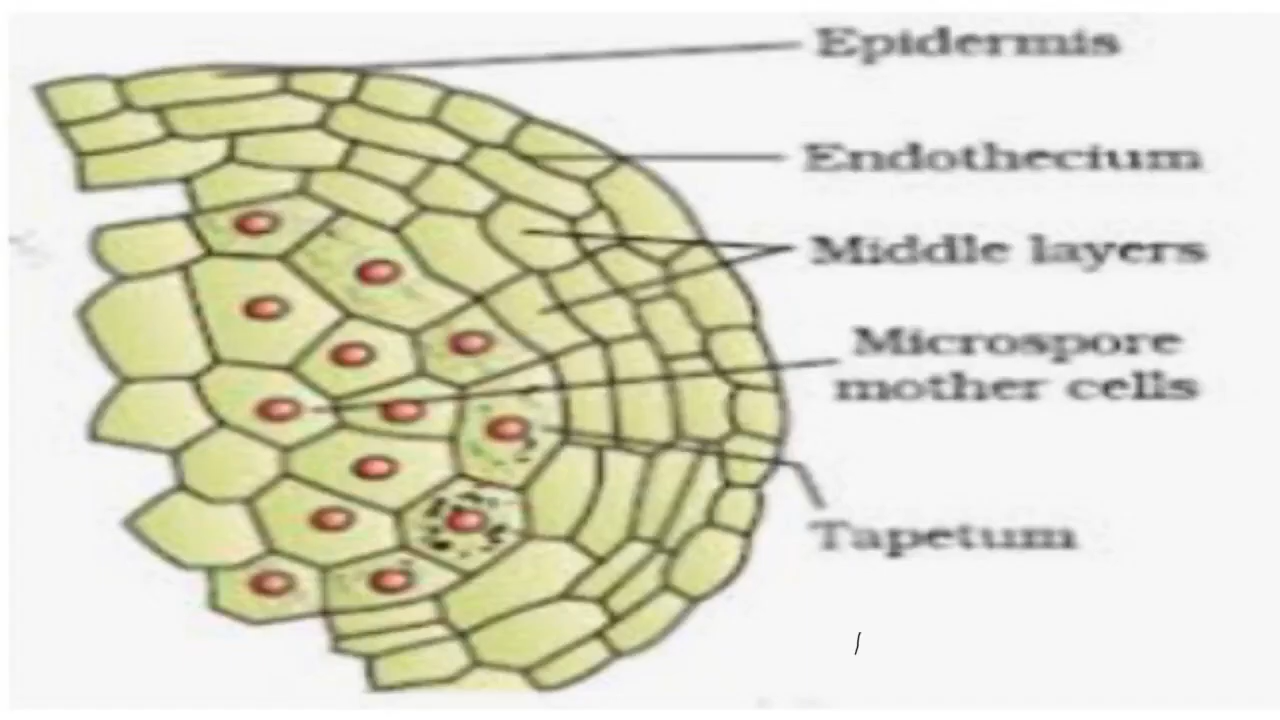 Epidermis
Endothecium
Middle layers
Microspore
mother cells
Tapetum